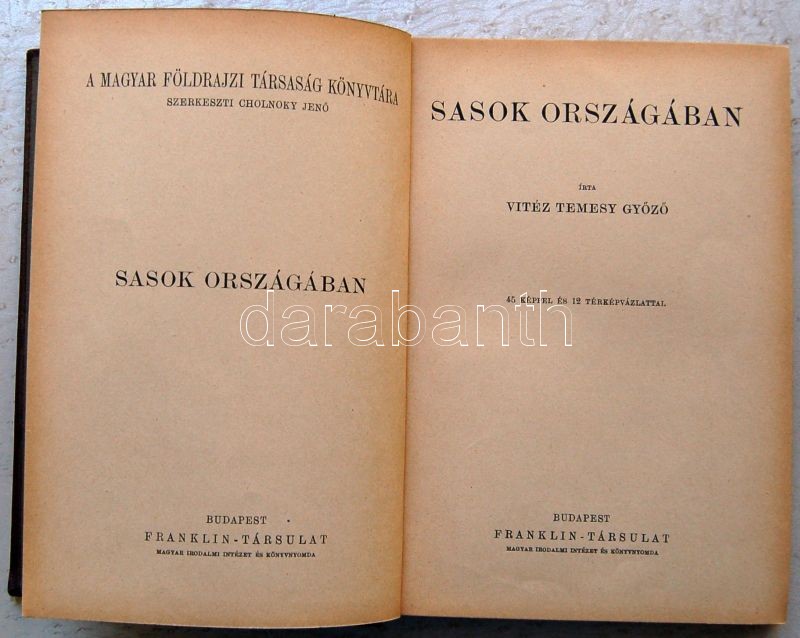 A MAGYAR FÖLDRAJZI TÁRSASÁG KÖNYVTÁRA
SZERKESZTI CHOLNOKY JENŐ
SASOK ORSZÁGÁBAN
BUDAPEST
FRANKLIN-TÁRSULAT
MAGYAR IRODALMI INTÉZET ÉS KÖNYVNYOMDA
SASOK ORSZÁGÁBAN
ÍRTA
VITÉZ TEMESY GYŐZŐ
45 KÉPPEL ÉS 12 TÉRKÉPVÁZLATTAL
BUDAPEST
FRANKLIN-TÁRSULAT
MAGYAR IRODALMI INTÉZET ÉS KÖNYVNYOMDA
darabanth